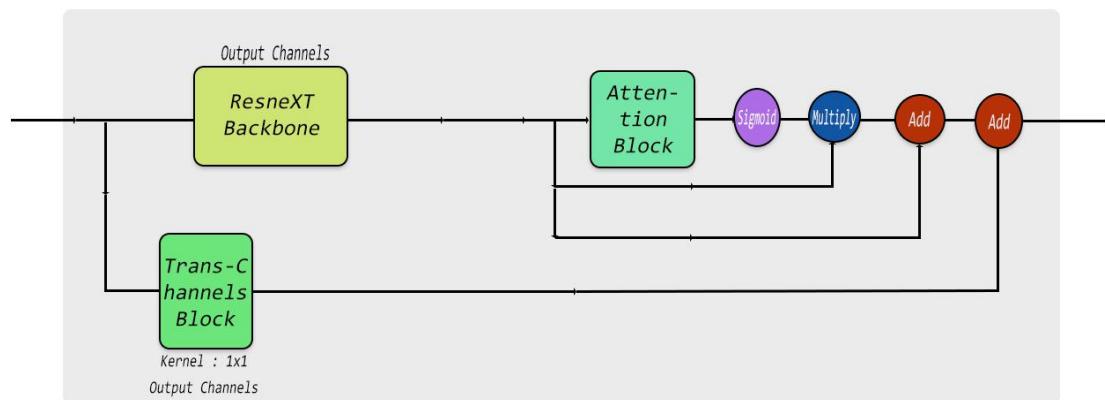 Output Channels
ResneXT
Backbone
Atten-
tion
Block
Sigmoid
Multiply
Add
Add
Trans-C
hannels
Block
Kernel : 1x1
Output Channels